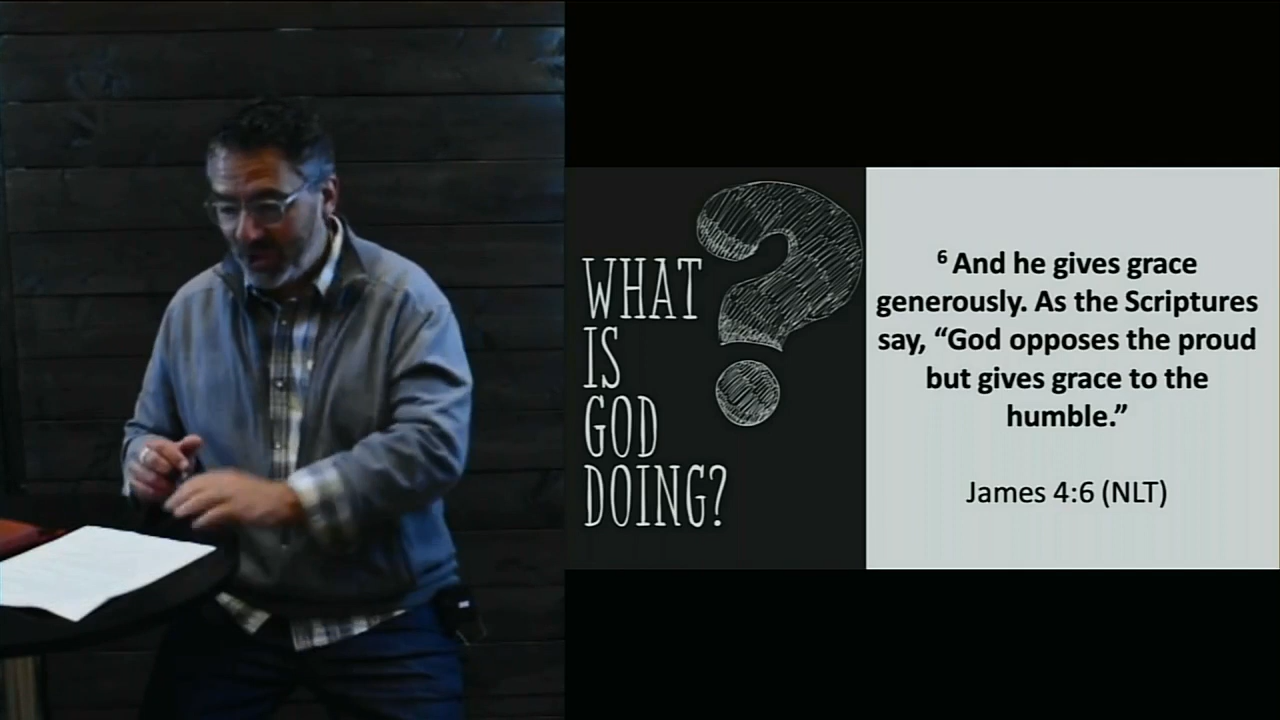 WHAT
IS
GOD
DOING?
6 And he gives grace
generously. As the Scriptures
say, “God opposes the proud
but gives grace to the
humble.”
James 4:6 (NLT)